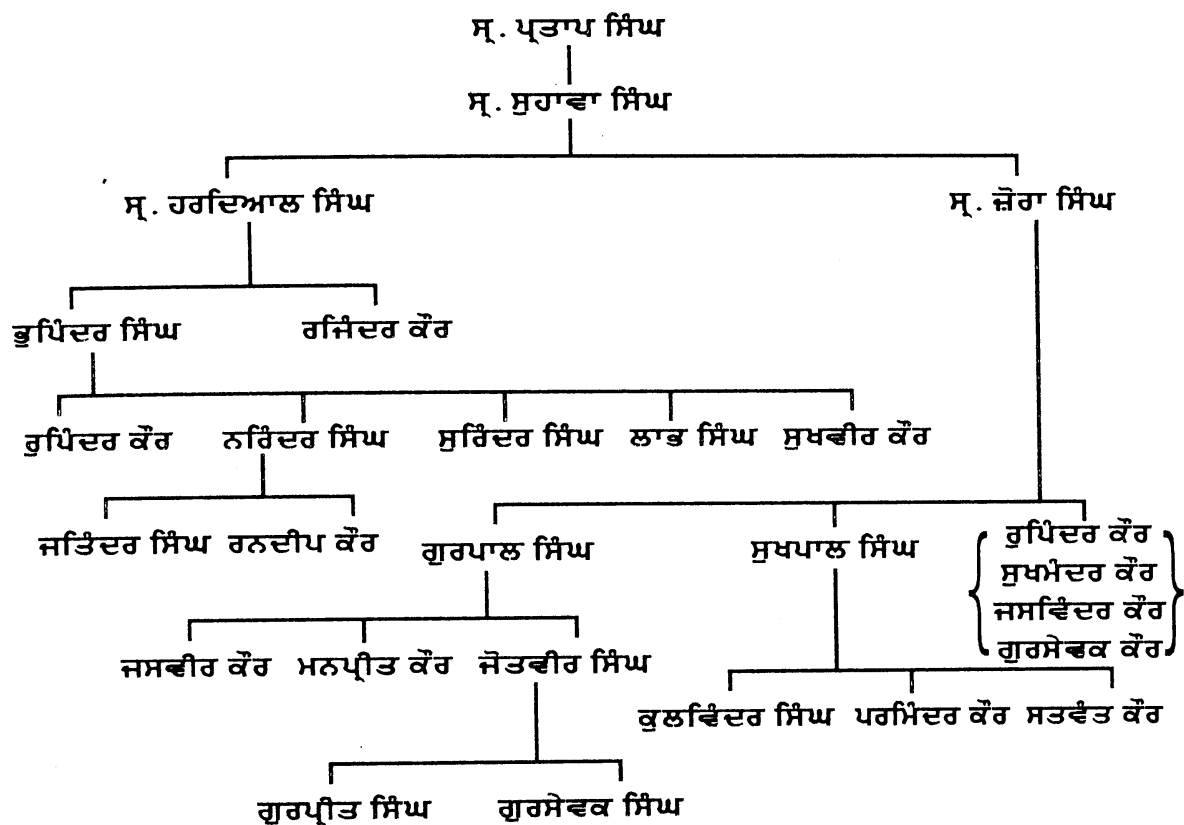 ਸ੍ਰ. ਪ੍ਰਤਾਪ ਸਿੰਘ
ਸ੍ਰ. ਸੁਹਾਵਾ ਸਿੰਘ
ਸ੍ਰ. ਹਰਦਿਆਲ ਸਿੰਘ ਸ੍ਰ. ਜ਼ੋਰਾ ਸਿੰਘ
ਭੂਪਿੰਦਰ ਸਿੰਘ ਰਜਿੰਦਰ ਕੌਰ
ਰੁਪਿੰਦਰ ਕੌਰ ਨਰਿੰਦਰ ਸਿੰਘ ਸੁਰਿੰਦਰ ਸਿੰਘ ਲਾਭ ਸਿੰਘ ਸੁਖਵੀਰ ਕੌਰ
ਜਤਿੰਦਰ ਸਿੰਘ ਰਨਦੀਪ ਕੌਰ ਗੁਰਪਾਲ ਸਿੰਘ ਸੁਖਪਾਲ ਸਿੰਘ ਰੁਪਿੰਦਰ ਕੌਰ
ਸੁਖਮੰਦਰ ਕੌਰ
ਜਸਵਿੰਦਰ ਕੌਰ
ਗੁਰਸੇਵਕ ਕੌਰ
ਜਸਵੀਰ ਕੌਰ ਮਨਪ੍ਰੀਤ ਕੌਰ ਜੋਤਵੀਰ ਸਿੰਘ
ਕੁਲਵਿੰਦਰ ਸਿੰਘ ਪਰਮਿੰਦਰ ਕੌਰ ਸਤਵੰਤ ਕੌਰ
ਗੁਰਪ੍ਰੀਤ ਸਿੰਘ ਗੁਰਸੇਵਕ ਸਿੰਘ